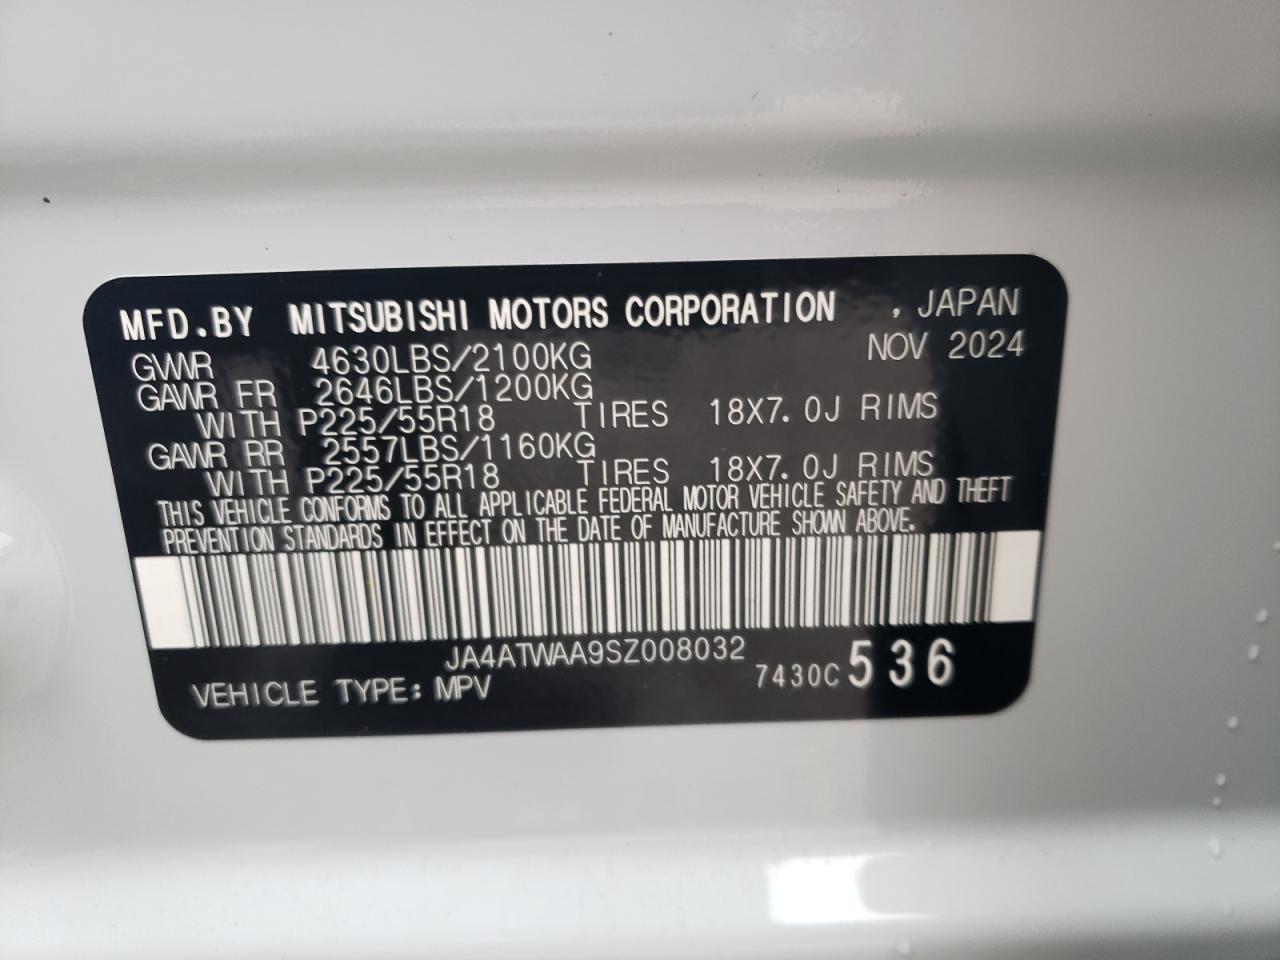 MFD.BY MITSUBISHI MOTORS CORPORATION , JAPAN
GVWR 4630LBS/2100KG NOV 2024
GAWR FR 2646LBS/1200KG
WITH P225/55R18 TIRES 18X7.0J RIMS
GAWR RR 2557LBS/1160KG
WITH P225/55R18 TIRES 18X7.0J RIMS
THIS VEHICLE CONFORMS TO ALL APPLICABLE FEDERAL MOTOR VEHICLE SAFETY AND THEFT
PREVENTION STANDARDS IN EFFECT ON THE DATE OF MANUFACTURE SHOWN ABOVE.
JA4ATWAA9SZ008032
VEHICLE TYPE: MPV 7430C 536